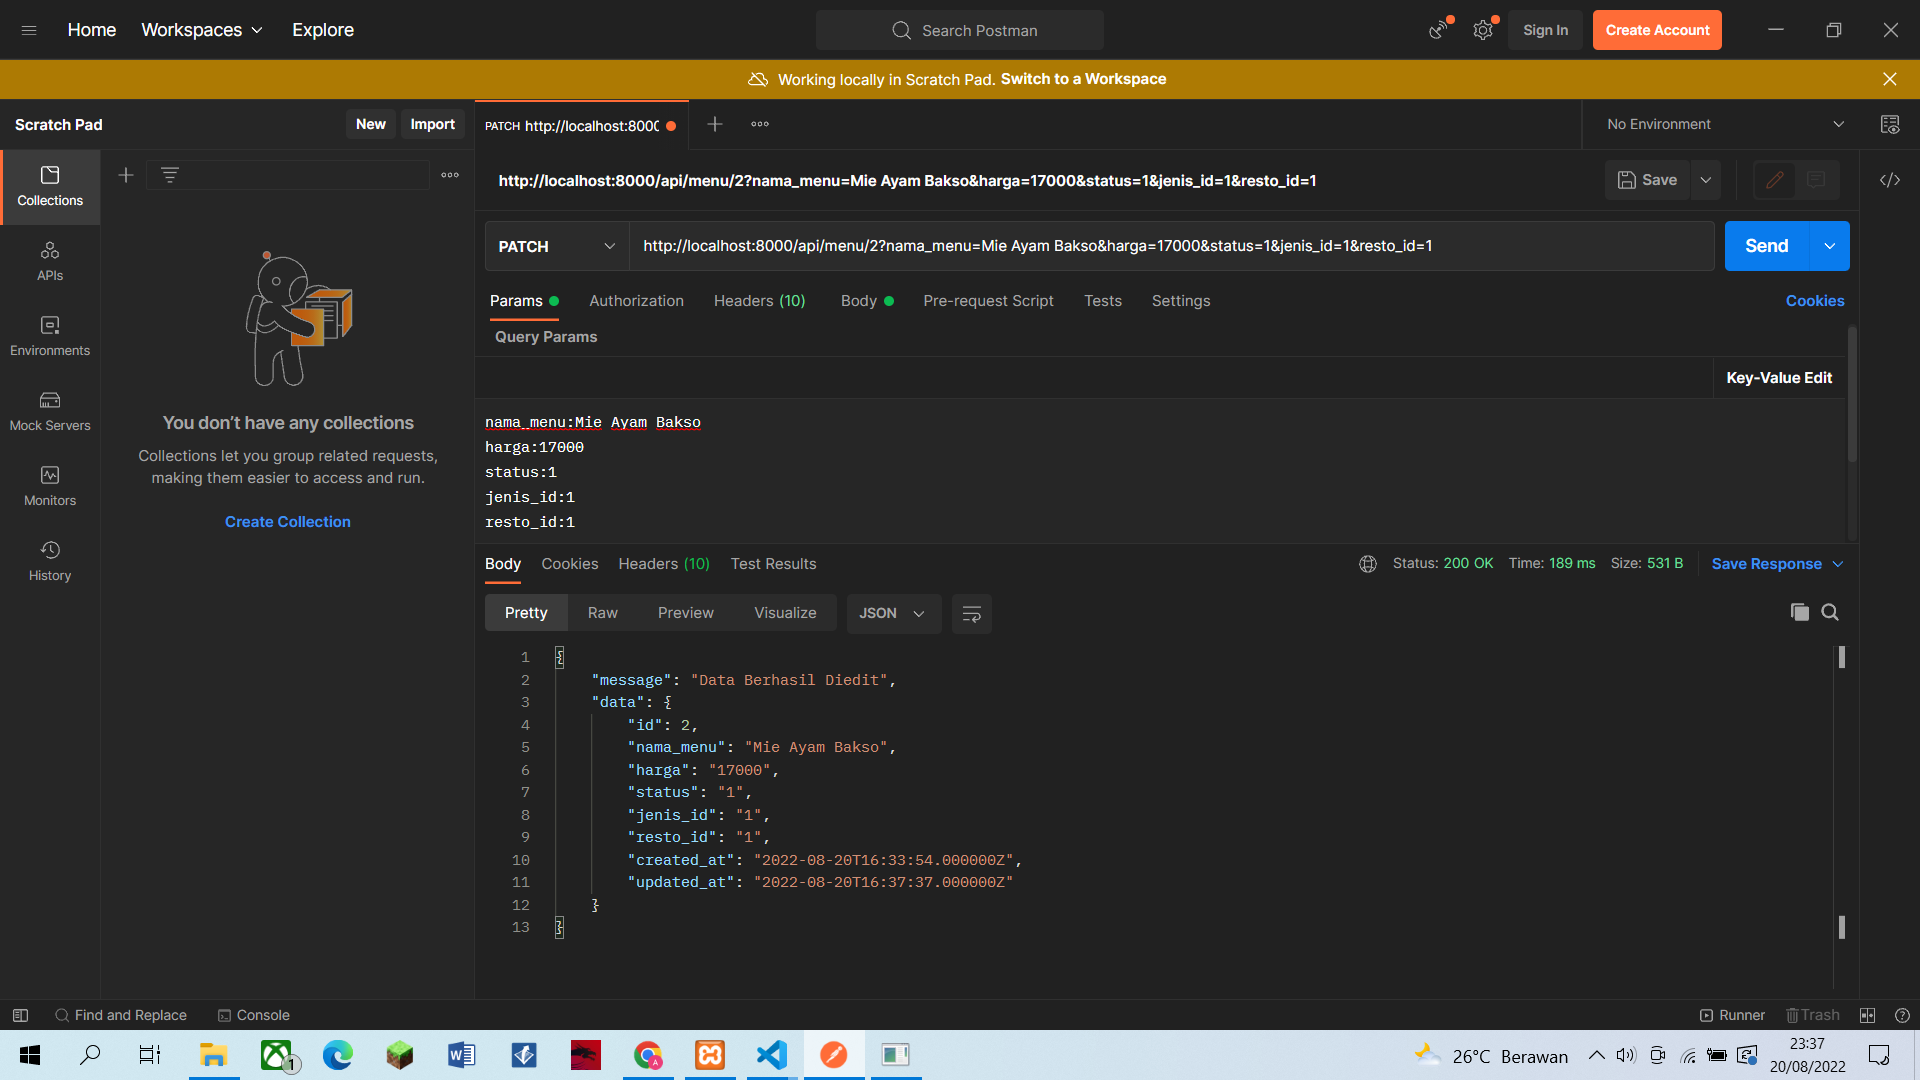 Home Workspaces Explore Search Postman Sign In Create Account
Working locally in Scratch Pad. Switch to a Workspace
Scratch Pad New Import PATCH http://localhost:8000 No Environment
http://localhost:8000/api/menu/2?nama_menu=Mie Ayam Bakso&harga=17000&status=1&jenis_id=1&resto_id=1 Save
Collections
APIs
Environments
Mock Servers
Monitors
History
You don't have any collections
Collections let you group related requests,
making them easier to access and run.
Create Collection
PATCH http://localhost:8000/api/menu/2?nama_menu=Mie Ayam Bakso&harga=17000&status=1&jenis_id=1&resto_id=1 Send
Params Authorization Headers (10) Body Pre-request Script Tests Settings Cookies
Query Params
Key-Value Edit
nama_menu:Mie Ayam Bakso
harga:17000
status:1
jenis_id:1
resto_id:1
Body Cookies Headers (10) Test Results Status: 200 OK Time: 189 ms Size: 531 B Save Response
Pretty Raw Preview Visualize JSON
1 {
2 "message": "Data Berhasil Diedit",
3 "data": {
4 "id": 2,
5 "nama_menu": "Mie Ayam Bakso",
6 "harga": "17000",
7 "status": "1",
8 "jenis_id": "1",
9 "resto_id": "1",
10 "created_at": "2022-08-20T16:33:54.000000Z",
11 "updated_at": "2022-08-20T16:37:37.000000Z"
12 }
13 }
Find and Replace Console Runner Trash
1 26°C Berawan 23:37
20/08/2022